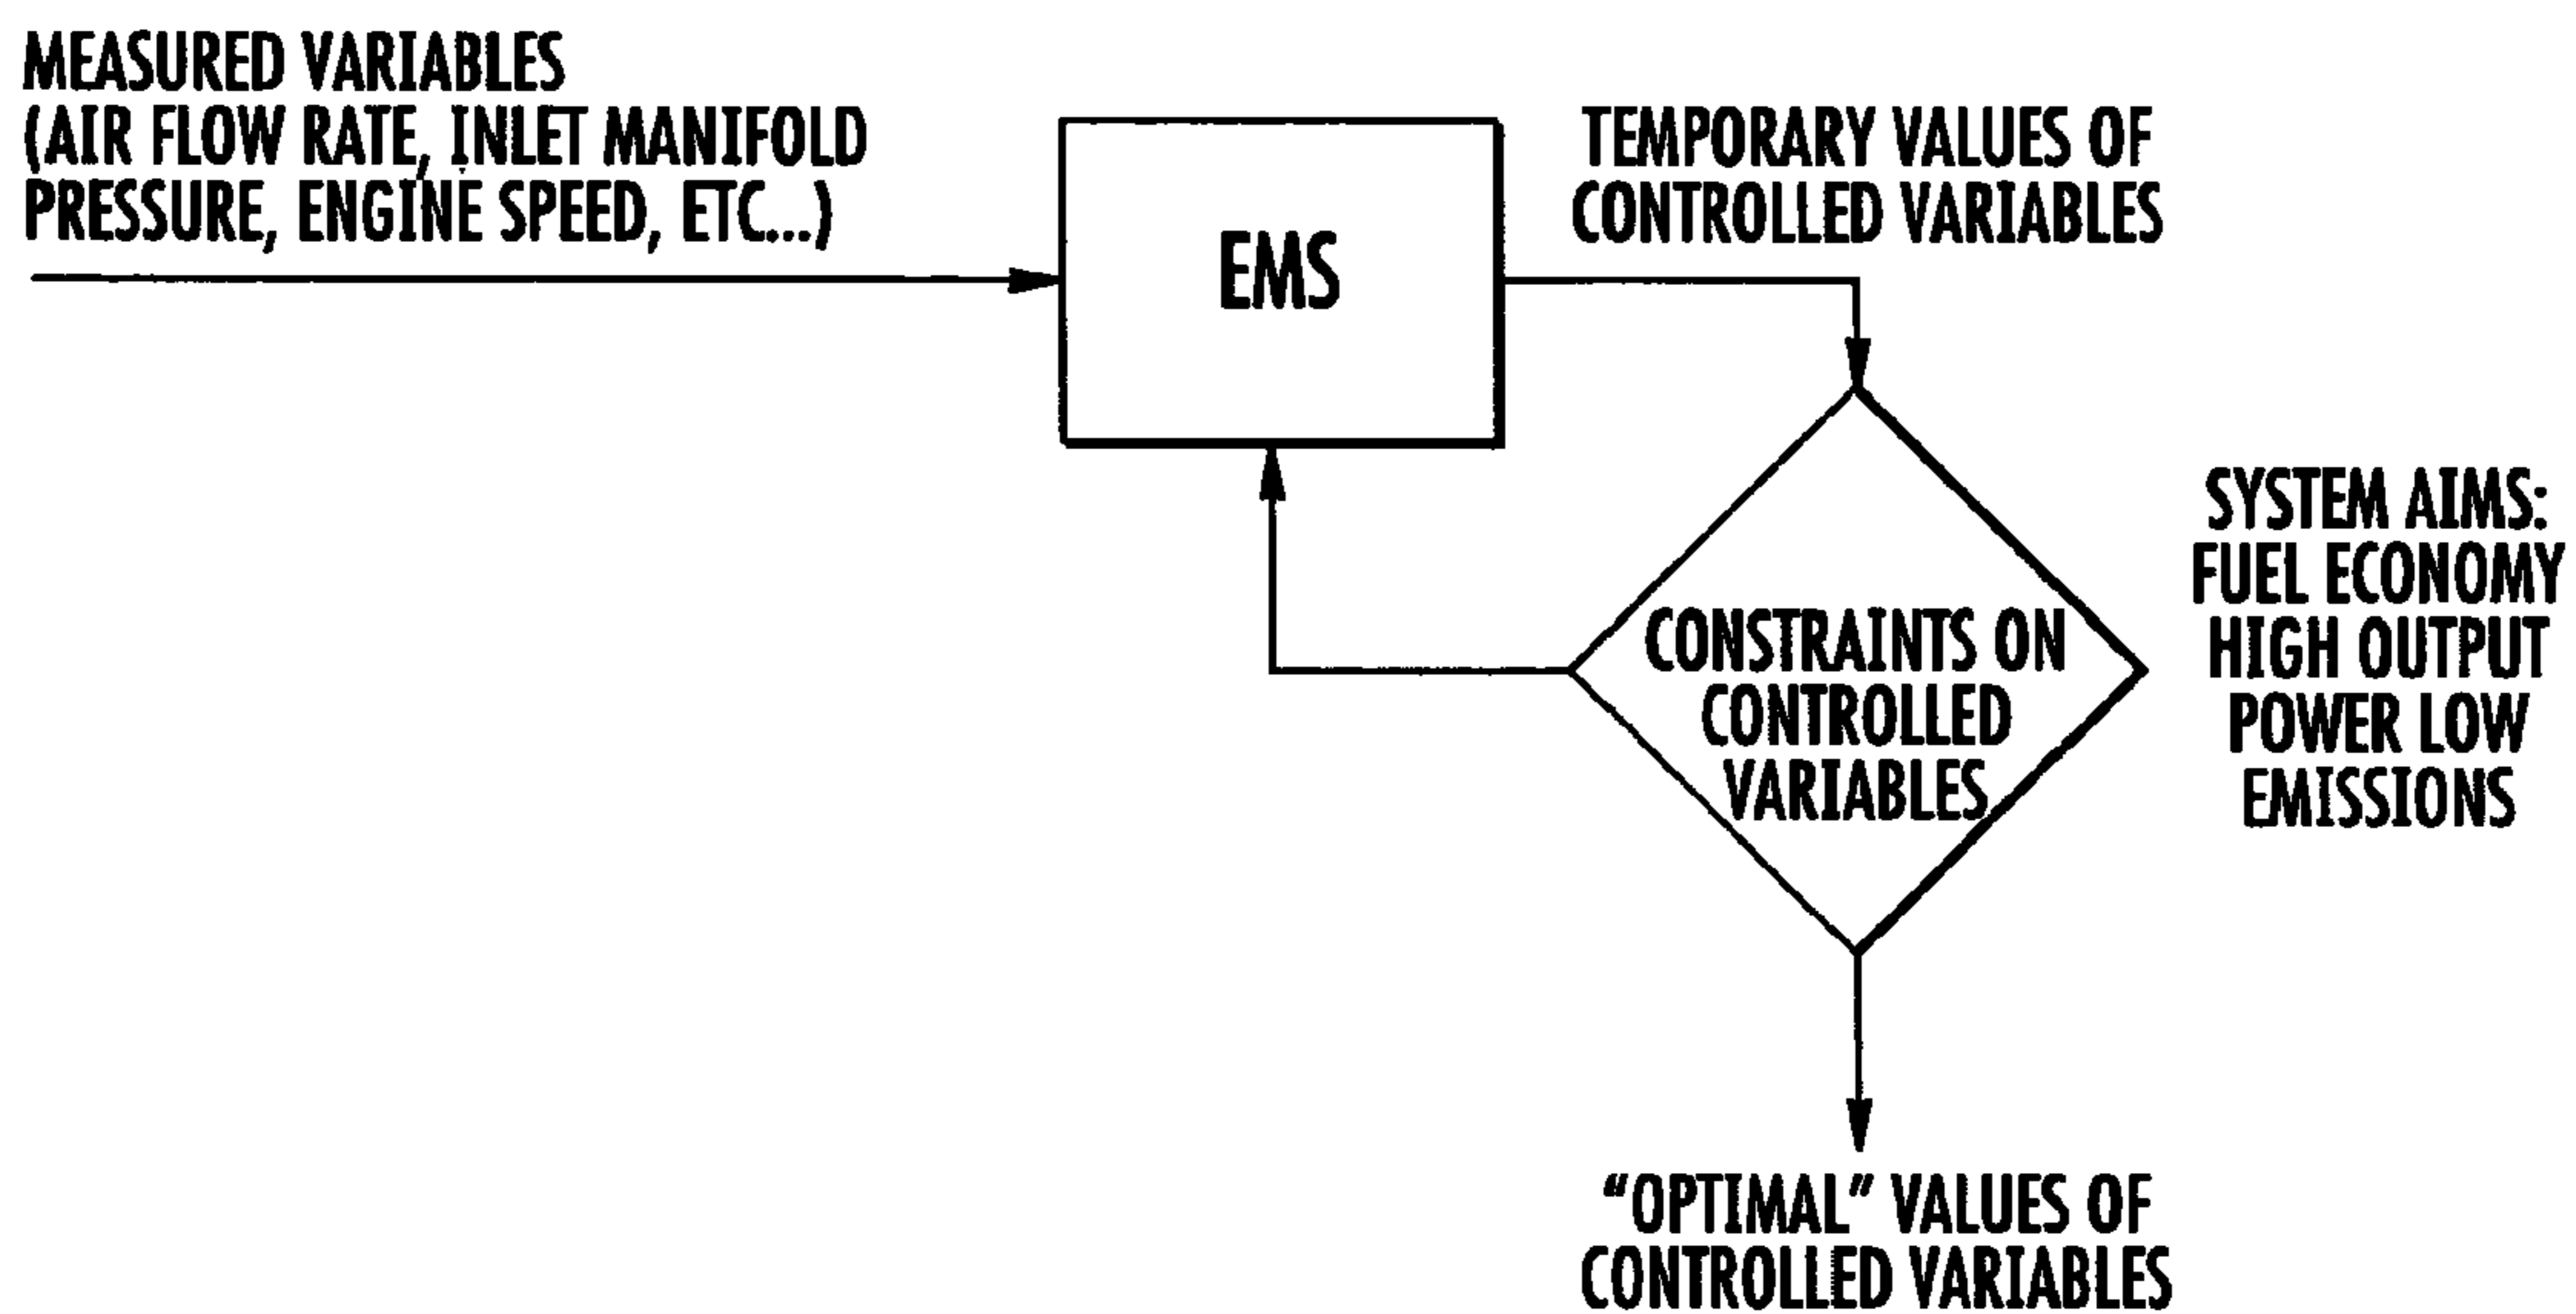 MEASURED VARIABLES
(AIR FLOW RATE, INLET MANIFOLD
PRESSURE, ENGINE SPEED, ETC...)
EMS
TEMPORARY VALUES OF
CONTROLLED VARIABLES
CONSTRAINTS ON
CONTROLLED
VARIABLES
SYSTEM AIMS:
FUEL ECONOMY
HIGH OUTPUT
POWER LOW
EMISSIONS
“OPTIMAL” VALUES OF
CONTROLLED VARIABLES